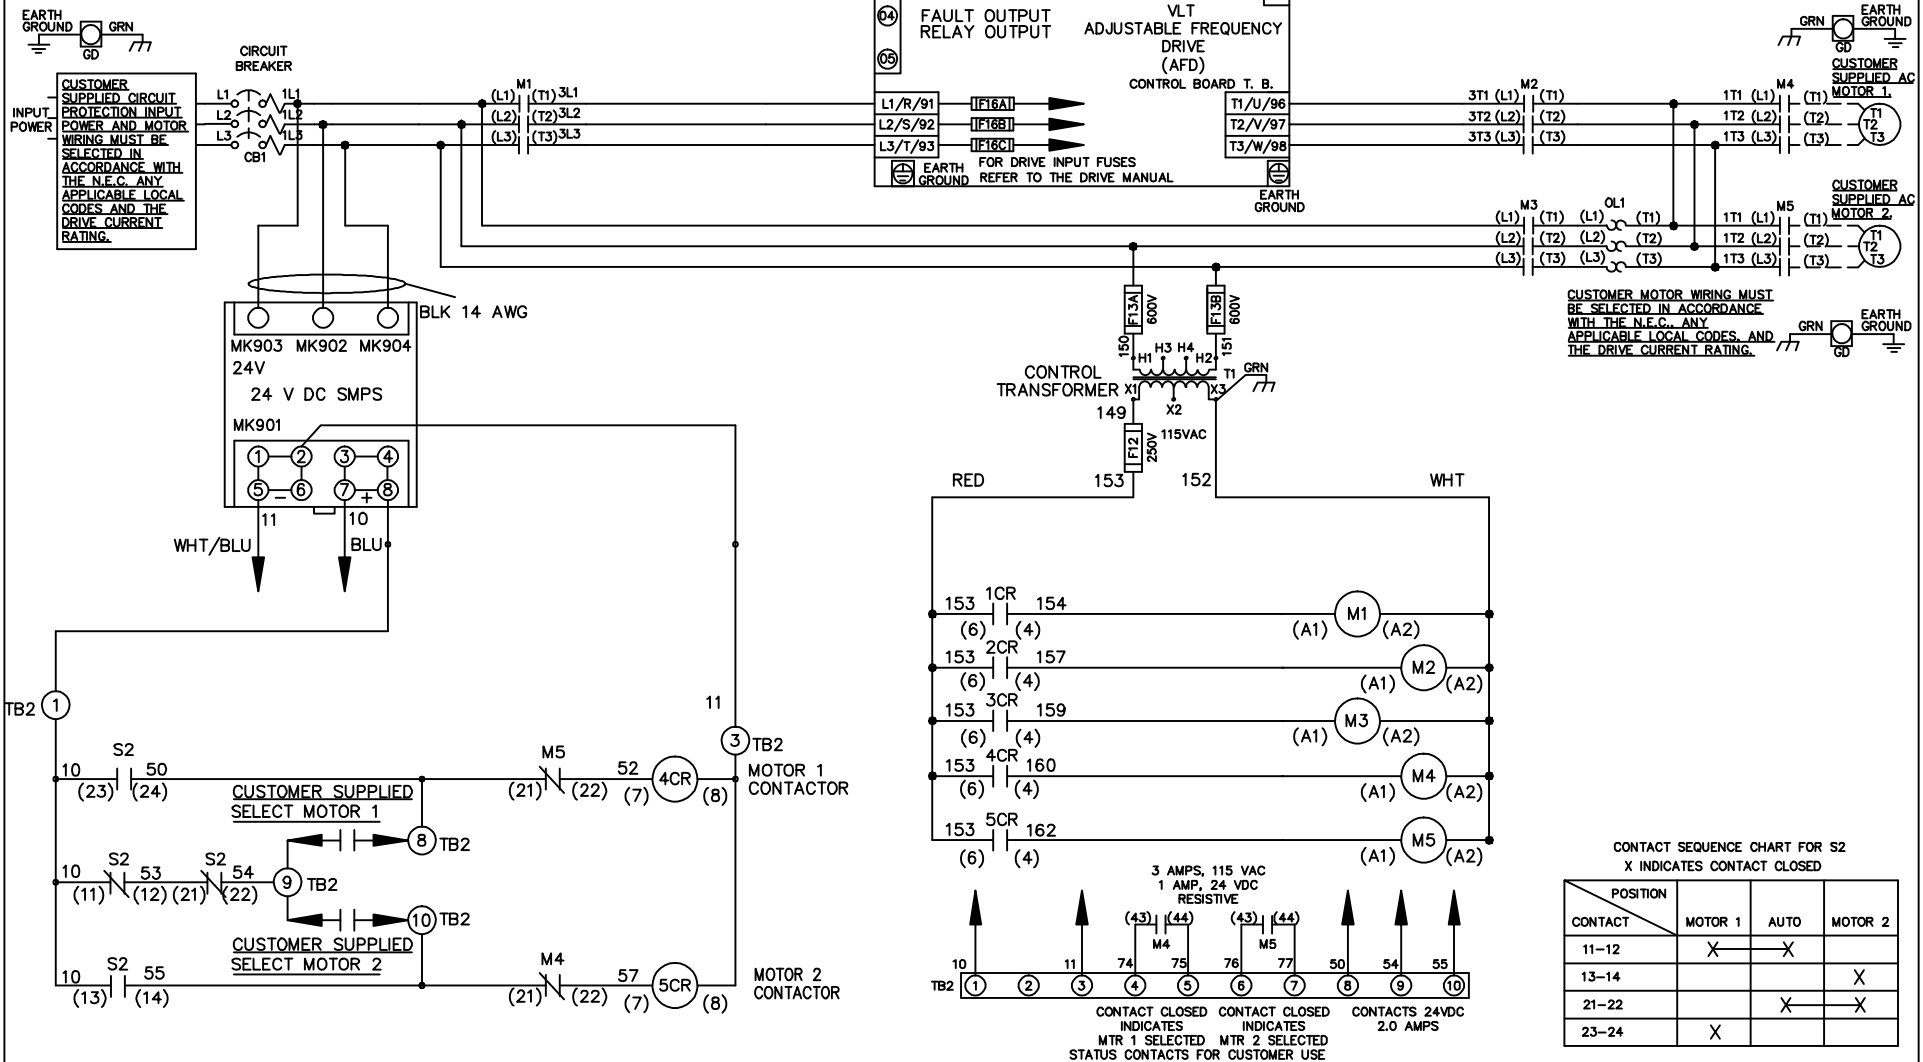 EARTH
GROUND
GRN
GD
CUSTOMER
SUPPLIED CIRCUIT
PROTECTION INPUT
POWER AND MOTOR
WIRING MUST BE
SELECTED IN
ACCORDANCE WITH
THE N.E.C. ANY
APPLICABLE LOCAL
CODES AND THE
DRIVE CURRENT
RATING.
INPUT
POWER
CIRCUIT
BREAKER
L1 1L1
L2 1L2
L3 1L3
CB1
M1
(L1) (T1) 3L1
(L2) (T2) 3L2
(L3) (T3) 3L3
04
05
FAULT OUTPUT
RELAY OUTPUT
VLT
ADJUSTABLE FREQUENCY
DRIVE
(AFD)
CONTROL BOARD T. B.
L1/R/91 F16A T1/U/96
L2/S/92 F16B T2/V/97
L3/T/93 F16C T3/W/98
EARTH
GROUND
FOR DRIVE INPUT FUSES
REFER TO THE DRIVE MANUAL
EARTH
GROUND
M2
3T1 (L1) (T1)
3T2 (L2) (T2)
3T3 (L3) (T3)
M4
1T1 (L1) (T1)
1T2 (L2) (T2)
1T3 (L3) (T3)
GRN
GD
EARTH
GROUND
CUSTOMER
SUPPLIED AC
MOTOR 1.
T1
T2
T3
M3 OL1
(L1) (T1) (L1) (T1)
(L2) (T2) (L2) (T2)
(L3) (T3) (L3) (T3)
M5
1T1 (L1) (T1)
1T2 (L2) (T2)
1T3 (L3) (T3)
CUSTOMER
SUPPLIED AC
MOTOR 2.
T1
T2
T3
CUSTOMER MOTOR WIRING MUST
BE SELECTED IN ACCORDANCE
WITH THE N.E.C.. ANY
APPLICABLE LOCAL CODES. AND
THE DRIVE CURRENT RATING.
GRN
GD
EARTH
GROUND
BLK 14 AWG
MK903 MK902 MK904
24V
24 V DC SMPS
MK901
1 2 3 4
5 6 7 8
- +
11 10
WHT/BLU BLU
F13A
600V
F13B
600V
150 151
H1 H3 H4 H2
CONTROL
TRANSFORMER
T1
GRN
X1 X2 X3
149
F12
250V
115VAC
RED 153 152 WHT
153 1CR 154 M1
(6) (4) (A1) (A2)
153 2CR 157 M2
(6) (4) (A1) (A2)
153 3CR 159 M3
(6) (4) (A1) (A2)
153 4CR 160 M4
(6) (4) (A1) (A2)
153 5CR 162 M5
(6) (4) (A1) (A2)
TB2 1
11
3 TB2
10 S2 50 M5 52 4CR
(23) (24) (21) (22) (7) (8)
MOTOR 1
CONTACTOR
CUSTOMER SUPPLIED
SELECT MOTOR 1
8 TB2
10 S2 53 S2 54
(11) (12) (21) (22)
9 TB2
10 TB2
CUSTOMER SUPPLIED
SELECT MOTOR 2
10 S2 55 M4 57 5CR
(13) (14) (21) (22) (7) (8)
MOTOR 2
CONTACTOR
3 AMPS, 115 VAC
1 AMP, 24 VDC
RESISTIVE
(43) (44) (43) (44)
M4 M5
10 11 74 75 76 77 50 54 55
TB2 1 2 3 4 5 6 7 8 9 10
CONTACT CLOSED
INDICATES
MTR 1 SELECTED
CONTACT CLOSED
INDICATES
MTR 2 SELECTED
STATUS CONTACTS FOR CUSTOMER USE
CONTACTS 24VDC
2.0 AMPS
CONTACT SEQUENCE CHART FOR S2
X INDICATES CONTACT CLOSED
POSITION
CONTACT MOTOR 1 AUTO MOTOR 2
11-12 X X
13-14 X
21-22 X X
23-24 X